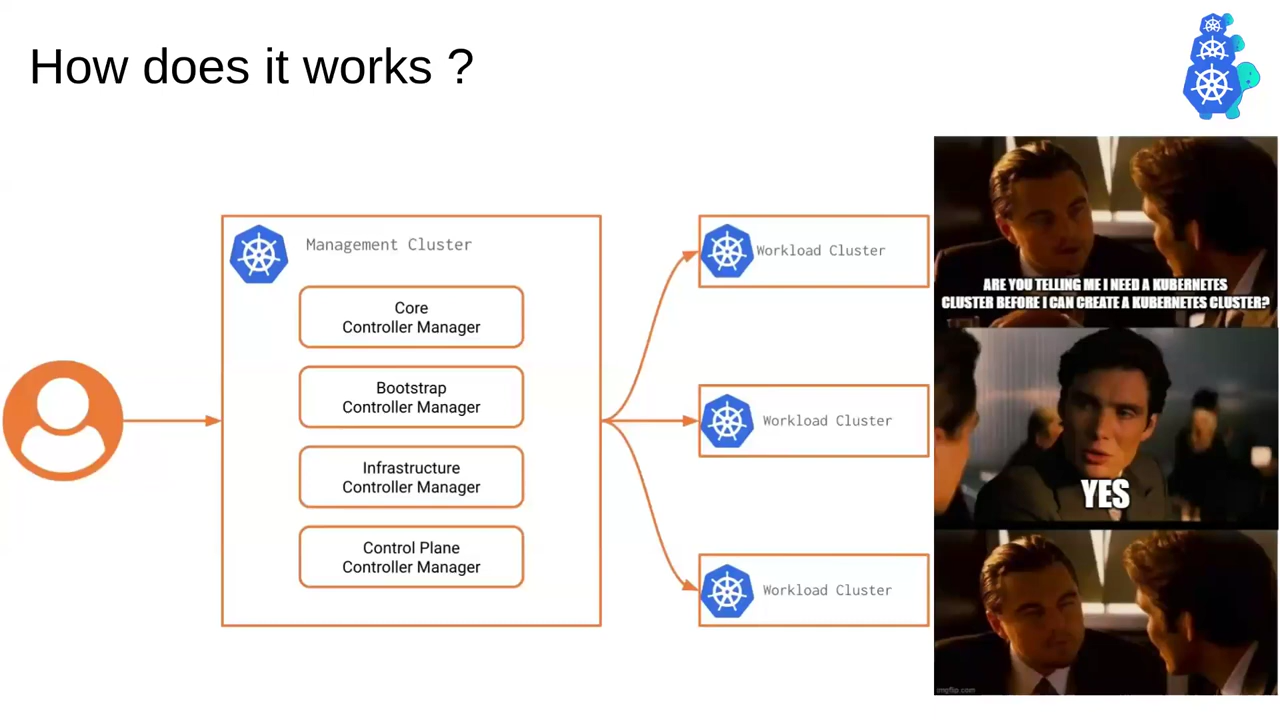 How does it works ?
Management Cluster
Core
Controller Manager
Bootstrap
Controller Manager
Infrastructure
Controller Manager
Control Plane
Controller Manager
Workload Cluster
Workload Cluster
Workload Cluster
ARE YOU TELLING ME I NEED A KUBERNETES
CLUSTER BEFORE I CAN CREATE A KUBERNETES CLUSTER?
YES
imgflip.com